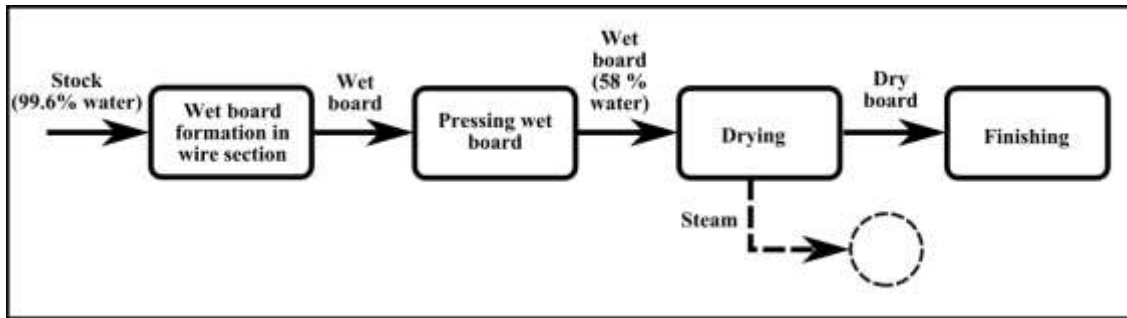 Stock
(99.6% water)
Wet board
formation in
wire section
Wet
board
Pressing wet
board
Wet
board
(58 %
water)
Drying
Dry
board
Finishing
Steam